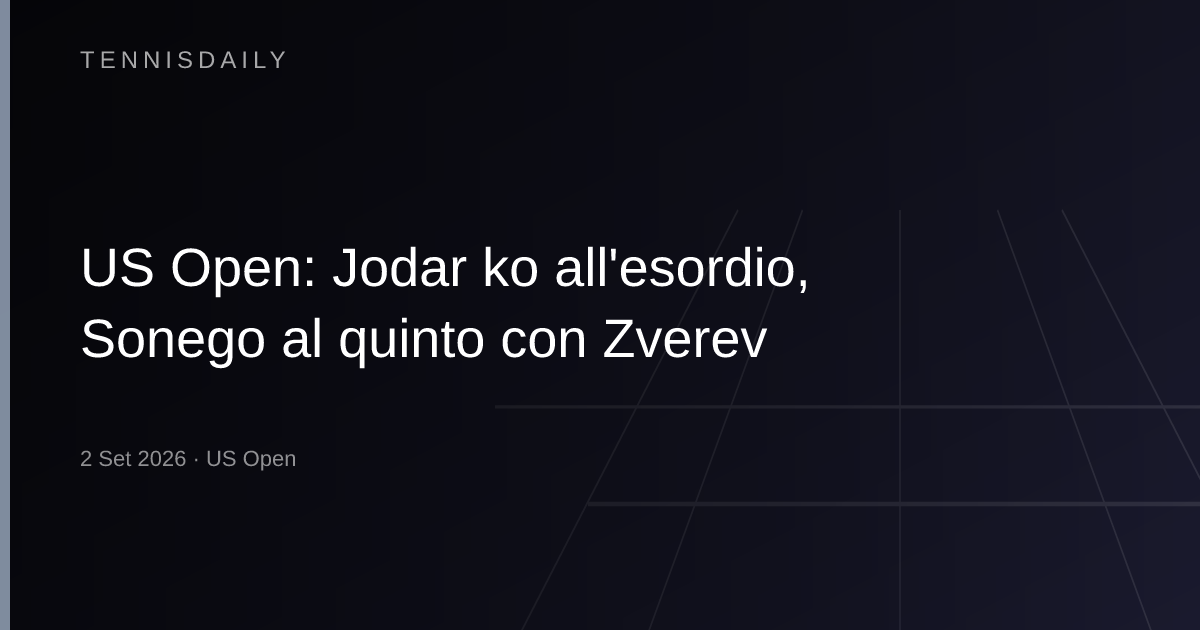 TENNISDAILY
US Open: Jodar ko all'esordio,
Sonego al quinto con Zverev
2 Set 2026 · US Open